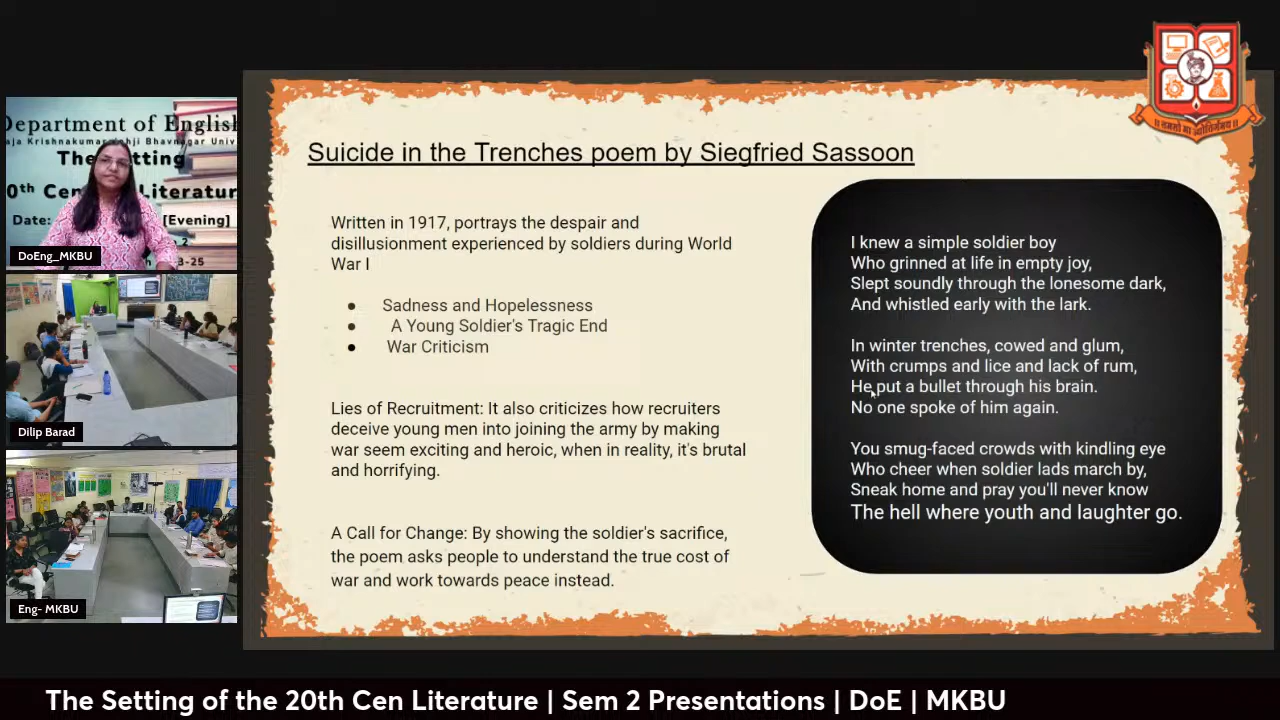 Department of English
The Setting
Literatur
Date:
[Evening]
DoEng_MKBU
Dilip Barad
Eng- MKBU
Suicide in the Trenches poem by Siegfried Sassoon
Written in 1917, portrays the despair and
disillusionment experienced by soldiers during World
War I
● Sadness and Hopelessness
● A Young Soldier's Tragic End
● War Criticism
Lies of Recruitment: It also criticizes how recruiters
deceive young men into joining the army by making
war seem exciting and heroic, when in reality, it's brutal
and horrifying.
A Call for Change: By showing the soldier's sacrifice,
the poem asks people to understand the true cost of
war and work towards peace instead.
I knew a simple soldier boy
Who grinned at life in empty joy,
Slept soundly through the lonesome dark,
And whistled early with the lark.
In winter trenches, cowed and glum,
With crumps and lice and lack of rum,
He put a bullet through his brain.
No one spoke of him again.
You smug-faced crowds with kindling eye
Who cheer when soldier lads march by,
Sneak home and pray you'll never know
The hell where youth and laughter go.
The Setting of the 20th Cen Literature | Sem 2 Presentations | DoE | MKBU